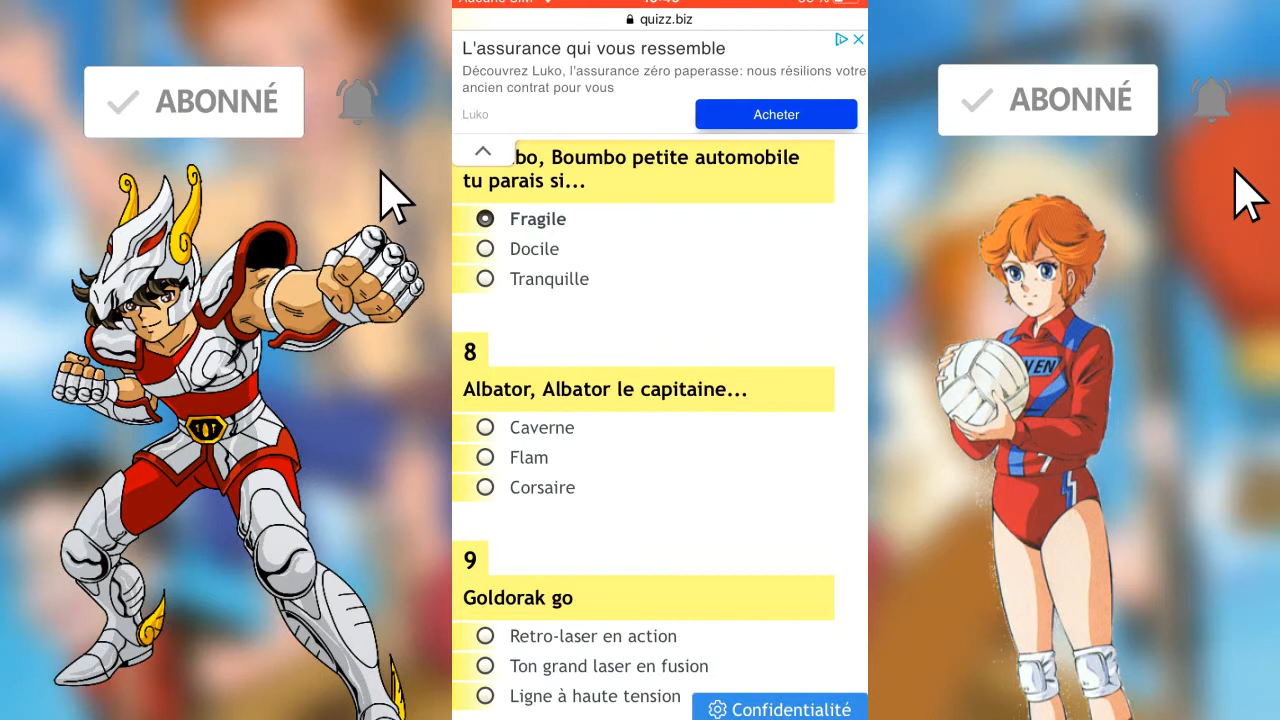 quizz.biz
L'assurance qui vous ressemble
Découvrez Luko, l'assurance zéro paperasse: nous résilions votre
ancien contrat pour vous
Luko
Acheter
ABONNÉ
ABONNÉ
bo, Boumbo petite automobile
tu parais si...
Fragile
Docile
Tranquille
8
Albator, Albator le capitaine...
Caverne
Flam
Corsaire
9
Goldorak go
Retro-laser en action
Ton grand laser en fusion
Ligne à haute tension
Confidentialité